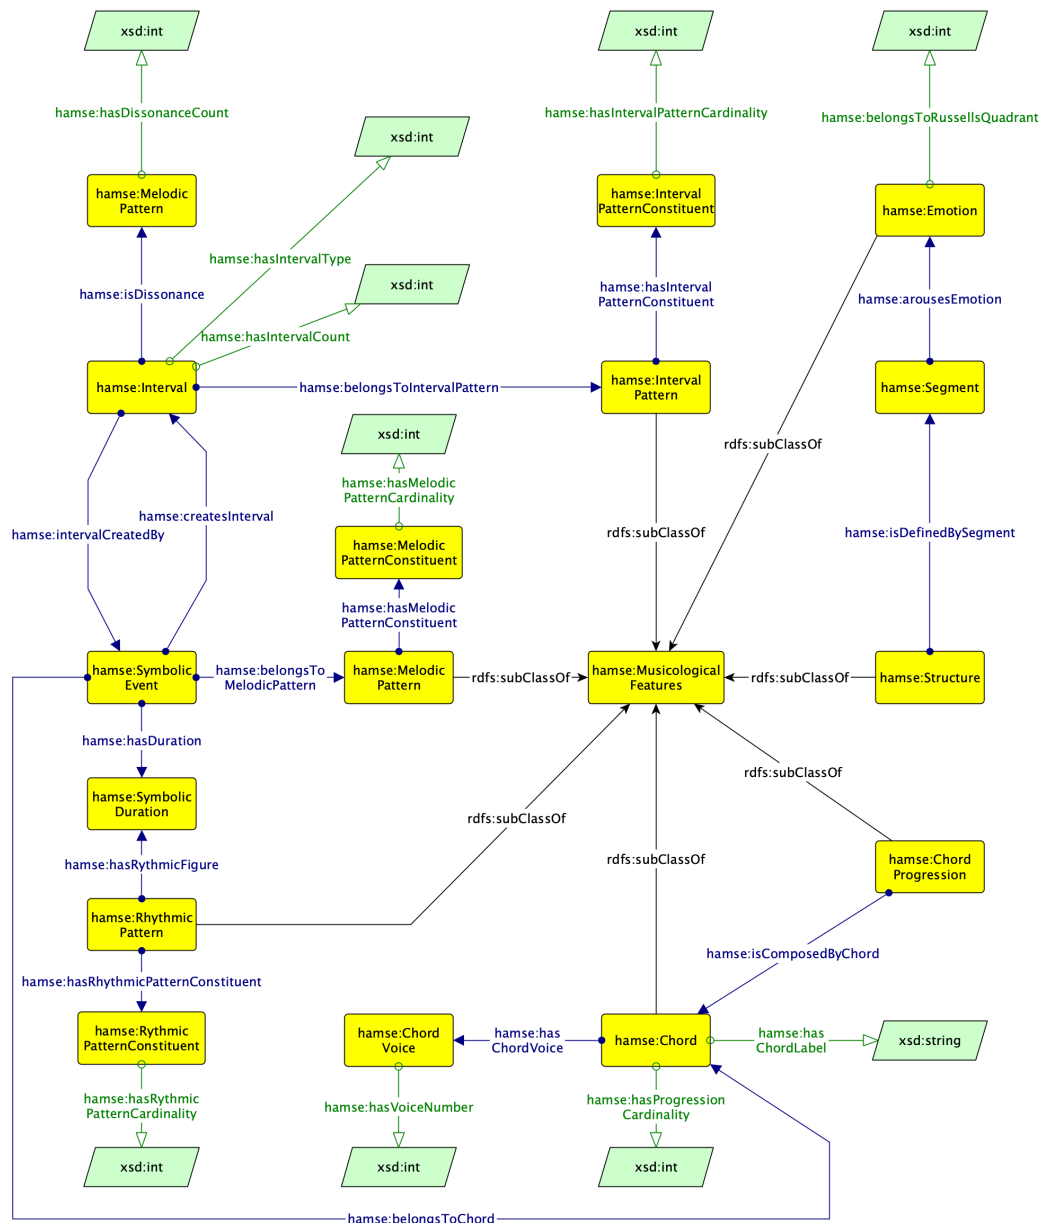 xsd:int
xsd:int
xsd:int
hamse:hasDissonanceCount
hamse:hasIntervalPatternCardinality
hamse:belongsToRussellsQuadrant
xsd:int
hamse:Melodic
Pattern
hamse:Interval
PatternConstituent
hamse:Emotion
hamse:hasIntervalType
xsd:int
hamse:isDissonance
hamse:hasInterval
PatternConstituent
hamse:arousesEmotion
hamse:hasIntervalCount
hamse:Interval
hamse:belongsToIntervalPattern
hamse:Interval
Pattern
hamse:Segment
xsd:int
rdfs:subClassOf
hamse:hasMelodic
PatternCardinality
hamse:createsInterval
hamse:intervalCreatedBy
rdfs:subClassOf
hamse:isDefinedBySegment
hamse:Melodic
PatternConstituent
hamse:hasMelodic
PatternConstituent
hamse:Symbolic
Event
hamse:belongsTo
MelodicPattern
hamse:Melodic
Pattern
rdfs:subClassOf
hamse:Musicological
Features
rdfs:subClassOf
hamse:Structure
hamse:hasDuration
rdfs:subClassOf
hamse:Symbolic
Duration
rdfs:subClassOf
hamse:hasRythmicFigure
rdfs:subClassOf
hamse:Chord
Progression
hamse:Rhythmic
Pattern
hamse:isComposedByChord
hamse:hasRhythmicPatternConstituent
hamse:Rythmic
PatternConstituent
hamse:Chord
Voice
hamse:has
ChordVoice
hamse:Chord
hamse:has
ChordLabel
xsd:string
hamse:hasRythmic
PatternCardinality
hamse:hasVoiceNumber
hamse:hasProgression
Cardinality
xsd:int
xsd:int
xsd:int
hamse:belongsToChord